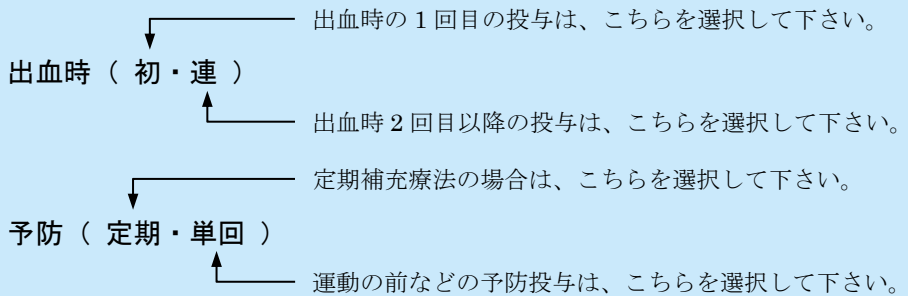 出血時の1回目の投与は、こちらを選択して下さい。
出血時（ 初・連 ）
出血時2回目以降の投与は、こちらを選択して下さい。
定期補充療法の場合は、こちらを選択して下さい。
予防（ 定期・単回 ）
運動の前などの予防投与は、こちらを選択して下さい。